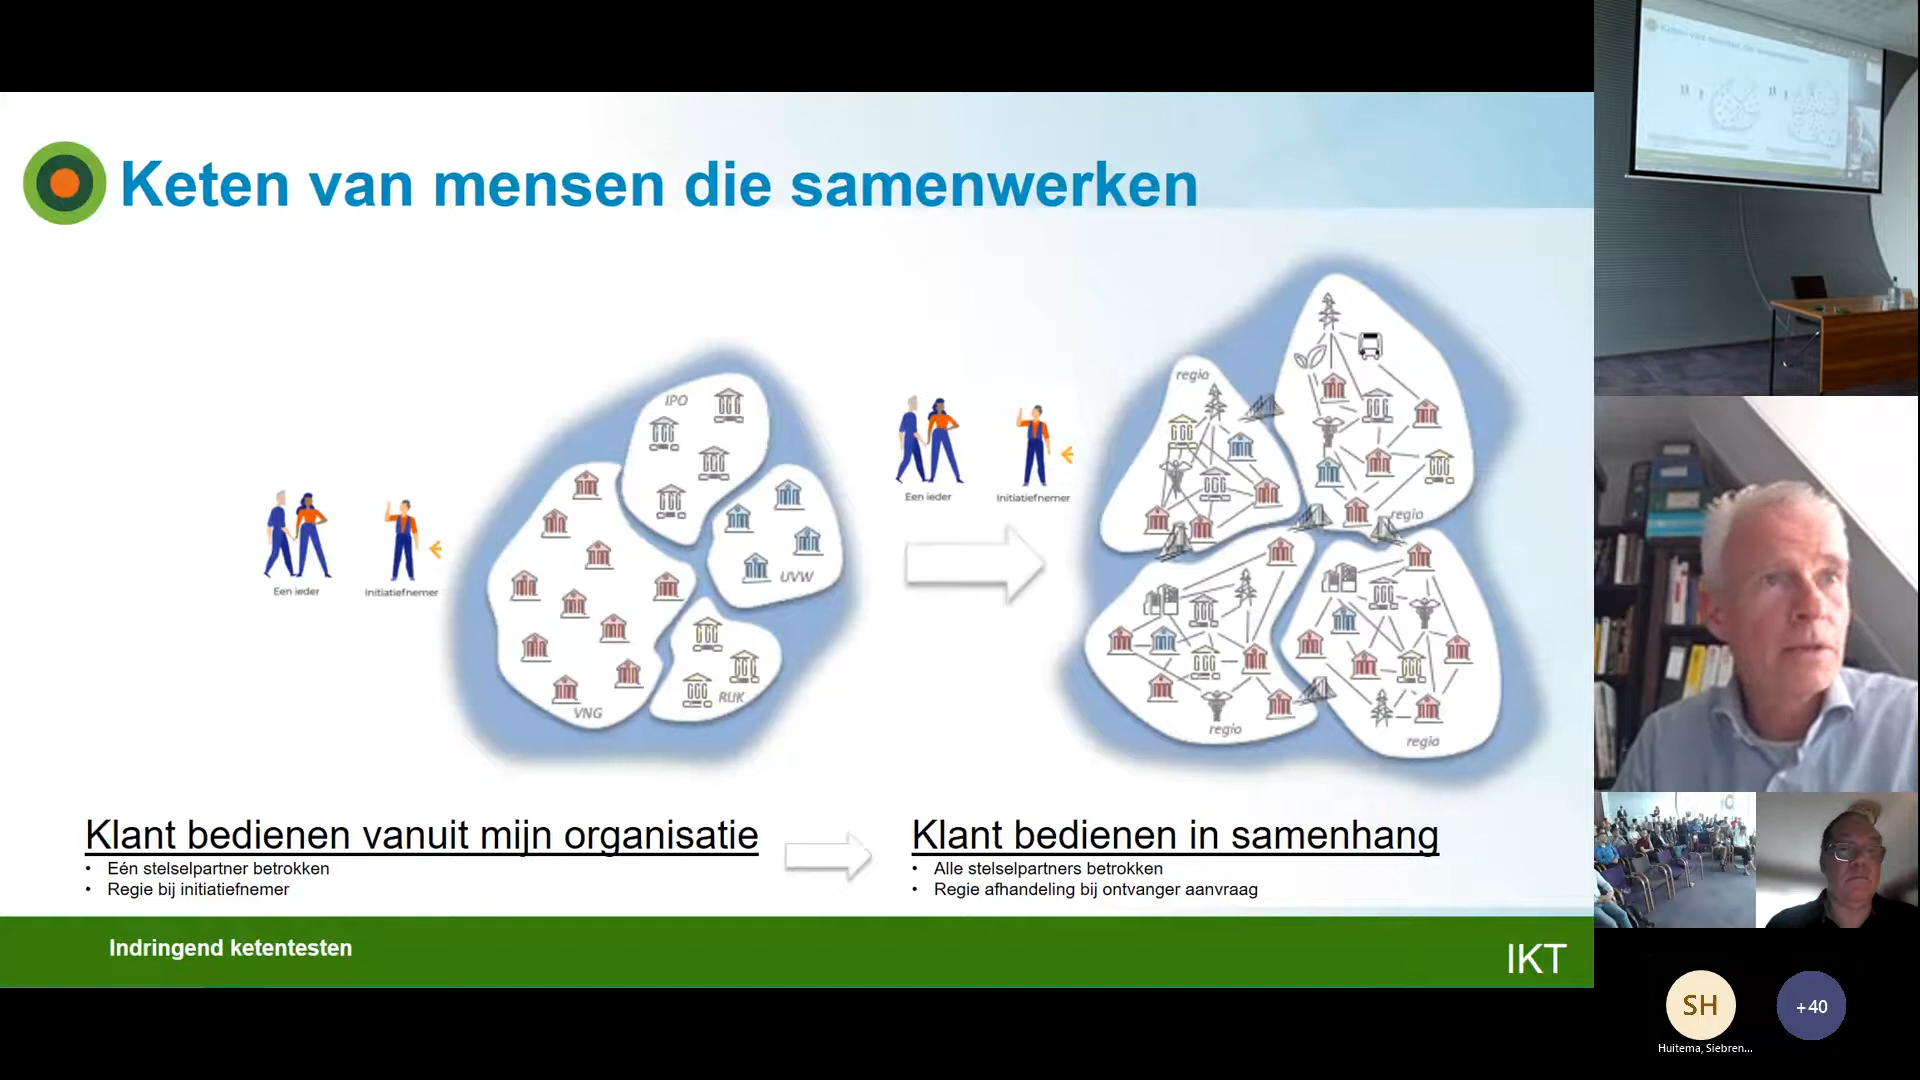 Keten van mensen die samenwerken
IPO
UVW
VNG
RIJK
Een ieder
Initiatiefnemer
regio
regio
regio
regio
Een ieder
Initiatiefnemer
Klant bedienen vanuit mijn organisatie
• Eén stelselpartner betrokken
• Regie bij initiatiefnemer
Klant bedienen in samenhang
• Alle stelselpartners betrokken
• Regie afhandeling bij ontvanger aanvraag
Indringend ketentesten
IKT
SH
+40
Huitema, Siebren...